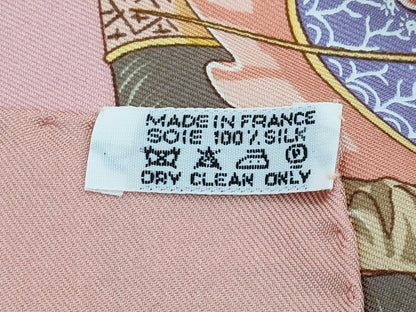 MADE IN FRANCE
SOIE 100% SILK
DRY CLEAN ONLY